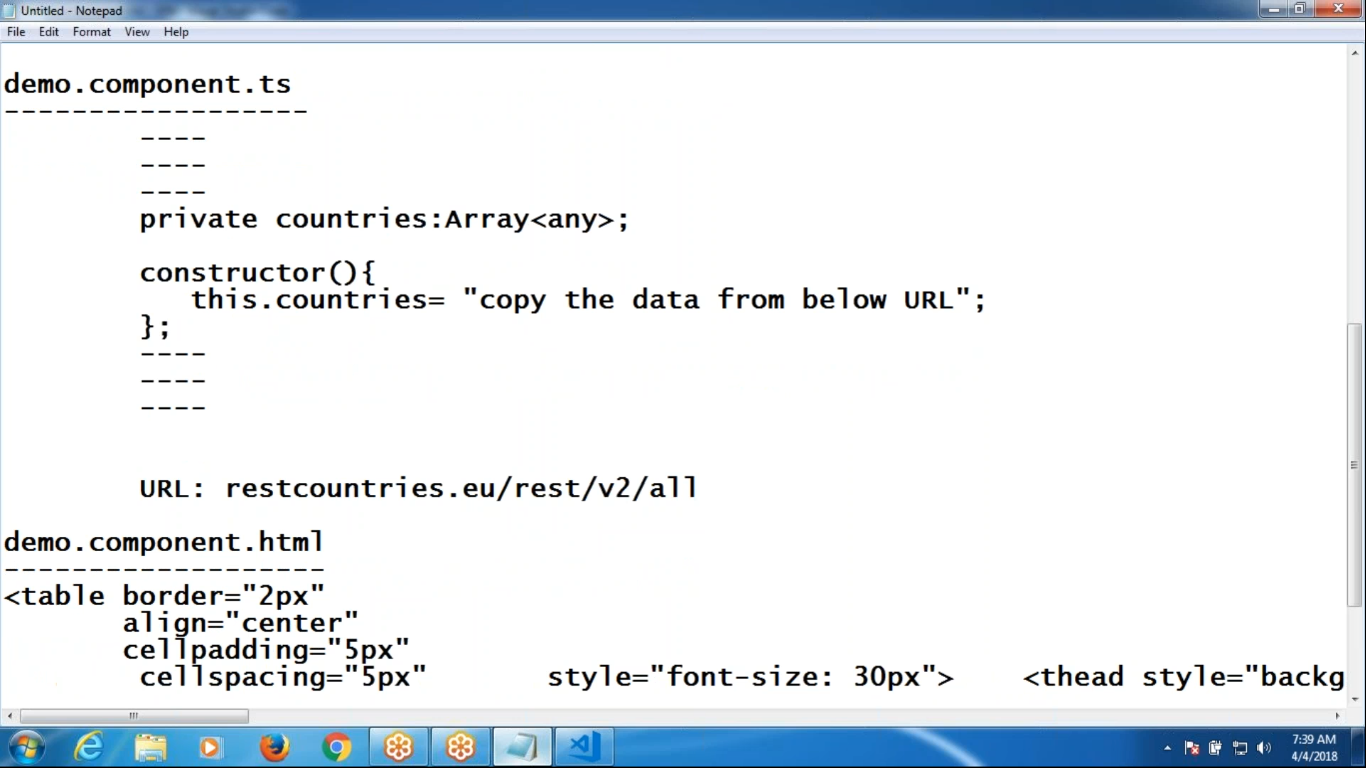 Untitled - Notepad
File Edit Format View Help
demo.component.ts
------------------
----
----
----
private countries:Array<any>;
constructor(){
this.countries= "copy the data from below URL";
};
----
----
----
URL: restcountries.eu/rest/v2/all
demo.component.html
-------------------
<table border="2px"
align="center"
cellpadding="5px"
cellspacing="5px" style="font-size: 30px"> <thead style="backg
7:39 AM
4/4/2018